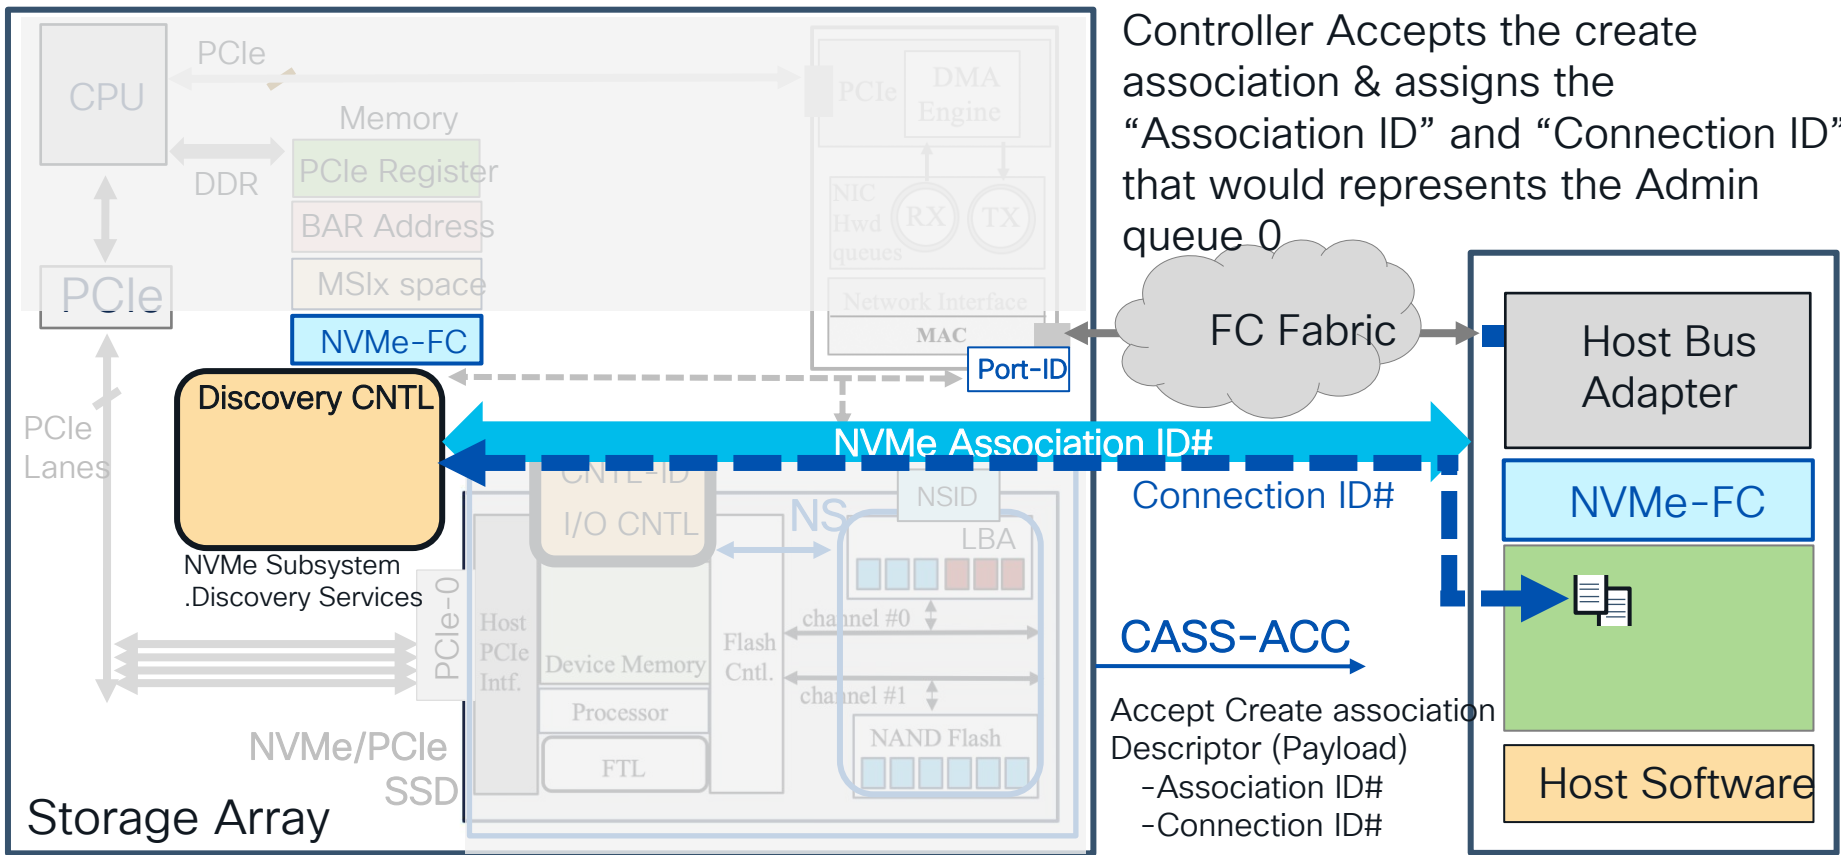 Controller Accepts the create
association & assigns the
“Association ID” and “Connection ID”
that would represents the Admin
queue 0
CPU
PCIe
Memory
DDR
PCIe Register
BAR Address
MSIx space
PCIe
NVMe-FC
PCIe
DMA
Engine
NIC
Hwd
queues
RX
TX
Network Interface
MAC
Port-ID
FC Fabric
Host Bus
Adapter
NVMe-FC
Host Software
Discovery CNTL
PCIe
Lanes
NVMe Association ID#
Connection ID#
NVMe Subsystem
.Discovery Services
CNTL-ID
I/O CNTL
NS
NSID
LBA
PCIe-0
Host
PCIe
Intf.
Device Memory
Processor
FTL
Flash
Cntl.
channel #0
channel #1
NAND Flash
NVMe/PCIe
SSD
Storage Array
CASS-ACC
Accept Create association
Descriptor (Payload)
-Association ID#
-Connection ID#